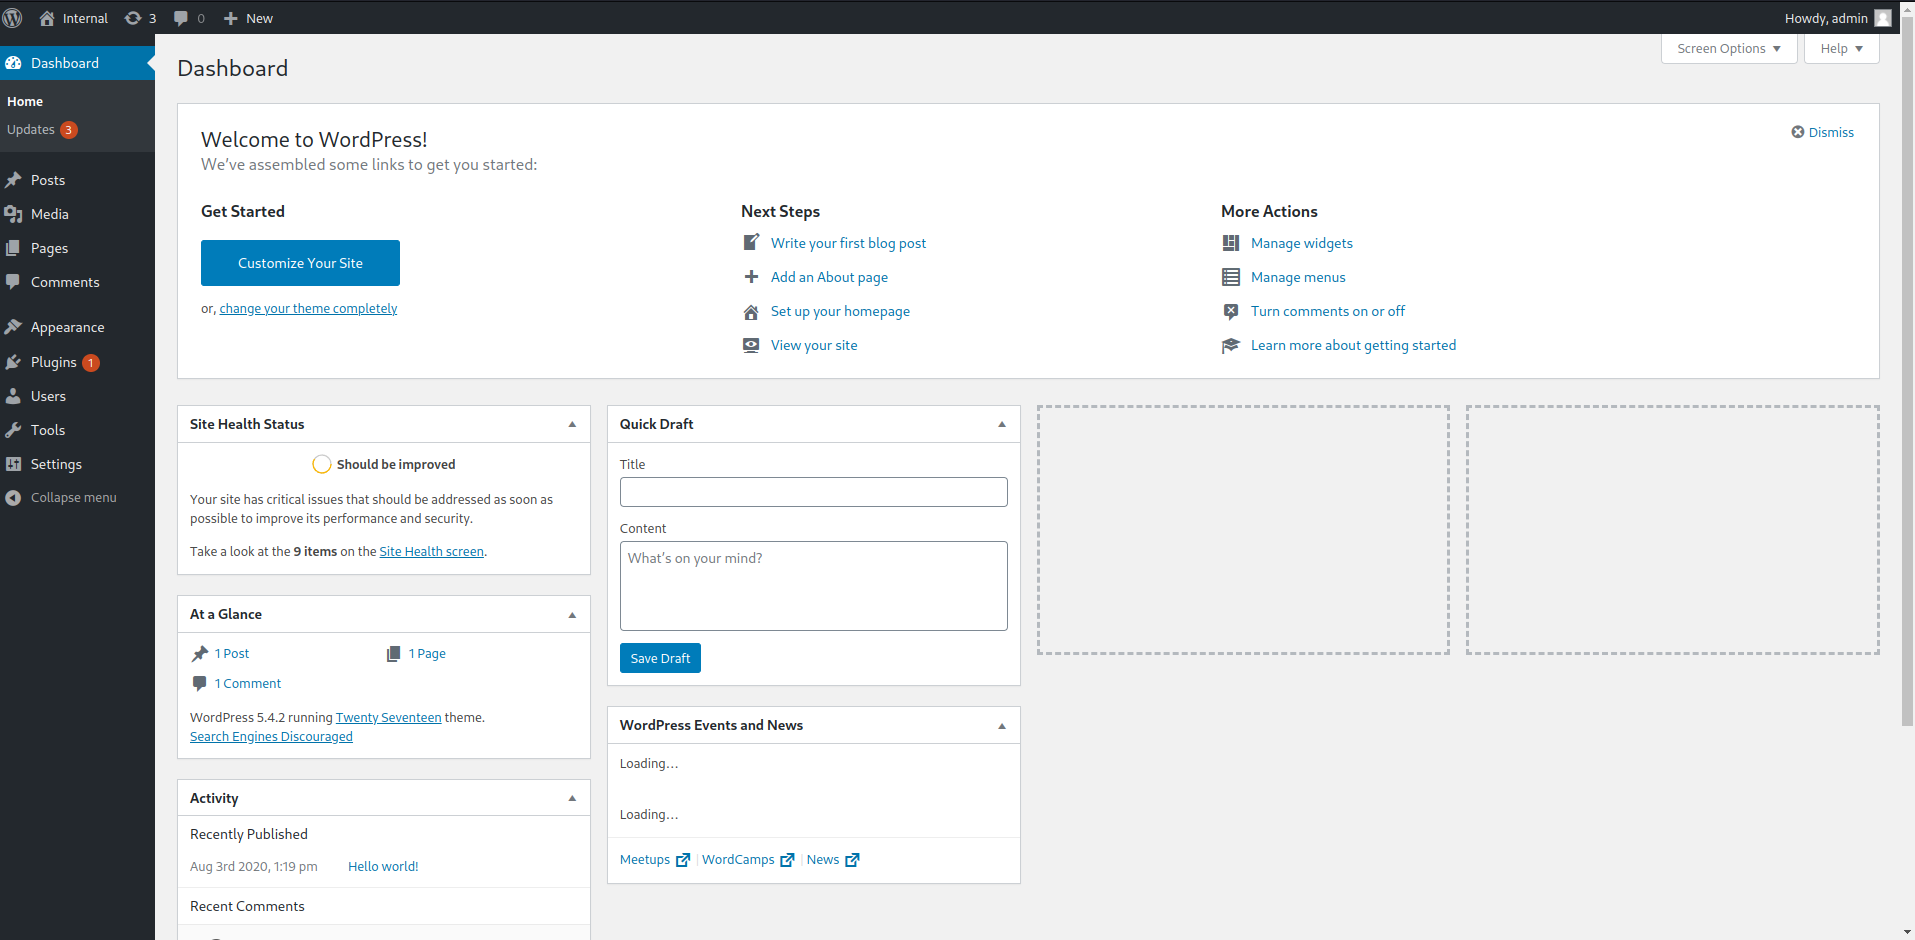 Internal
3
0
New
Howdy, admin
Dashboard
Home
Updates 3
Posts
Media
Pages
Comments
Appearance
Plugins 1
Users
Tools
Settings
Collapse menu
Screen Options
Help
Dashboard
Welcome to WordPress!
We've assembled some links to get you started:
Dismiss
Get Started
Customize Your Site
or, change your theme completely
Next Steps
Write your first blog post
Add an About page
Set up your homepage
View your site
More Actions
Manage widgets
Manage menus
Turn comments on or off
Learn more about getting started
Site Health Status
Should be improved
Your site has critical issues that should be addressed as soon as
possible to improve its performance and security.
Take a look at the 9 items on the Site Health screen.
At a Glance
1 Post
1 Page
1 Comment
WordPress 5.4.2 running Twenty Seventeen theme.
Search Engines Discouraged
Activity
Recently Published
Aug 3rd 2020, 1:19 pm
Hello world!
Recent Comments
Quick Draft
Title
Content
What's on your mind?
Save Draft
WordPress Events and News
Loading…
Loading…
Meetups | WordCamps | News